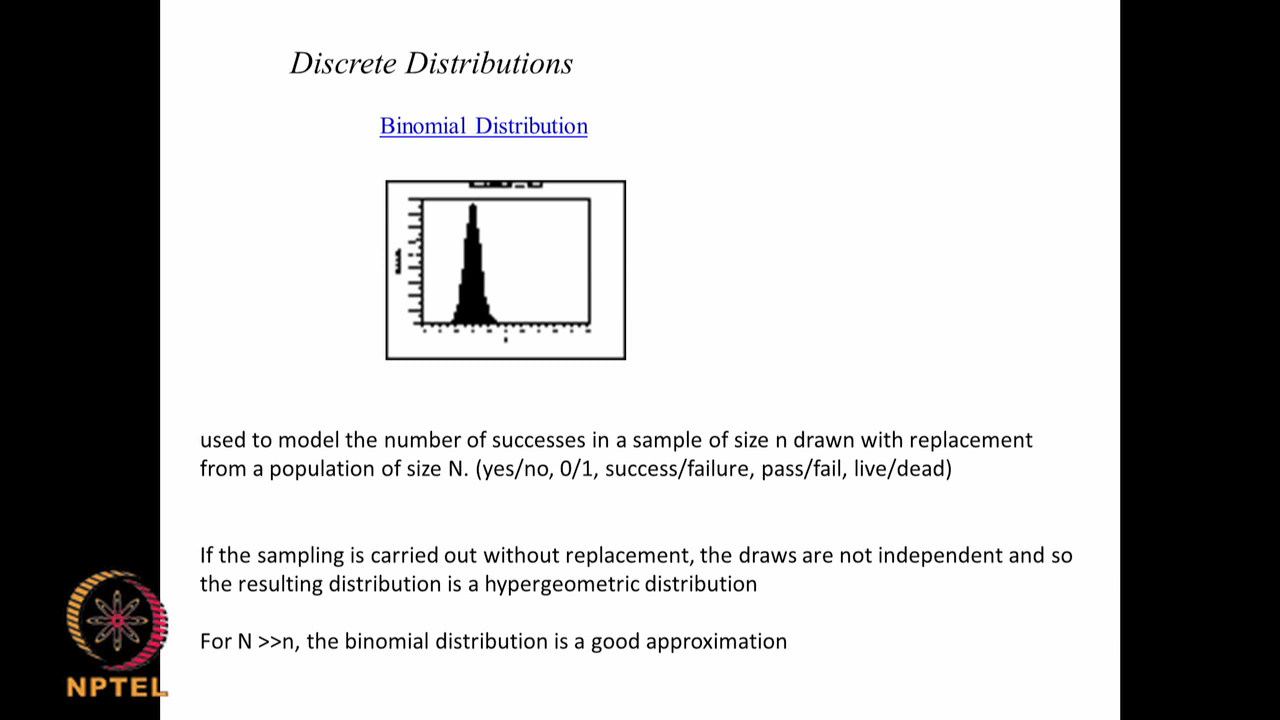 Discrete Distributions
Binomial Distribution
used to model the number of successes in a sample of size n drawn with replacement
from a population of size N. (yes/no, 0/1, success/failure, pass/fail, live/dead)
If the sampling is carried out without replacement, the draws are not independent and so
the resulting distribution is a hypergeometric distribution
For N >>n, the binomial distribution is a good approximation
NPTEL